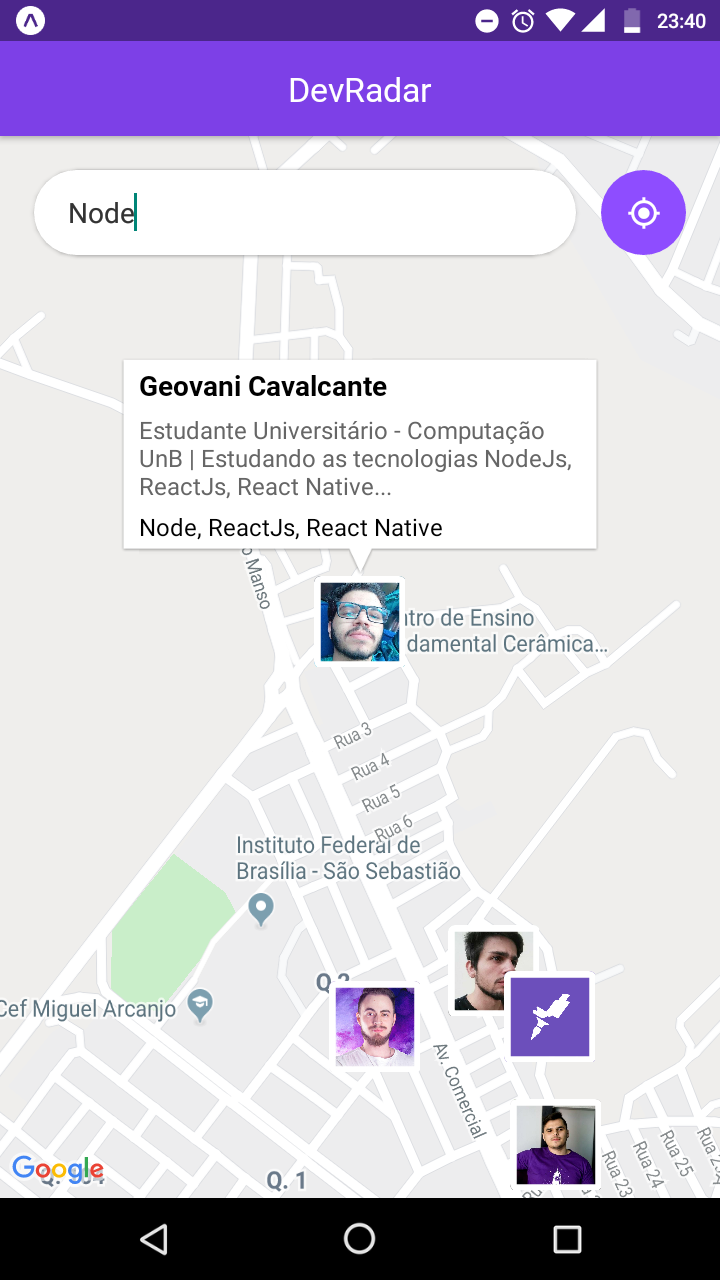 23:40
DevRadar
Node
Geovani Cavalcante
Estudante Universitário - Computação
UnB | Estudando as tecnologias NodeJs,
ReactJs, React Native...
Node, ReactJs, React Native
o Manso
ntro de Ensino
damental Cerâmica...
Rua 3
Rua 4
Rua 5
Rua 6
Instituto Federal de
Brasília - São Sebastião
Q 2
Cef Miguel Arcanjo
Av. Comercial
Google
Q. 1
Rua 23
Rua 24
Rua 25